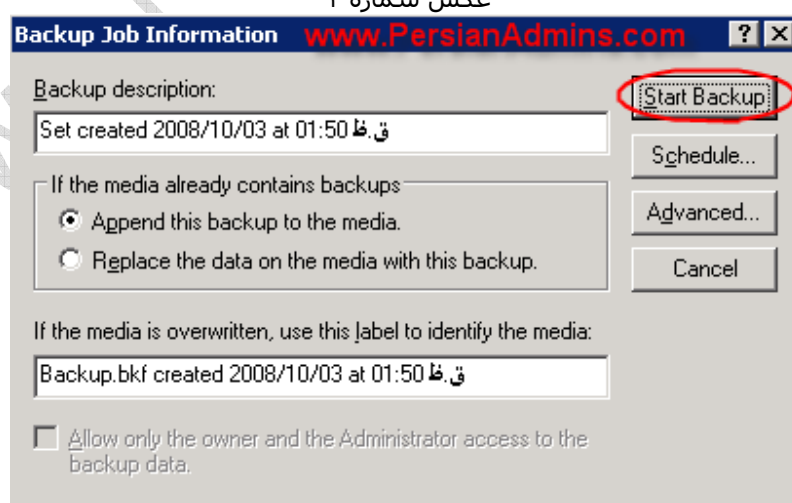 عکس شماره ۲
Backup Job Information www.PersianAdmins.com
Backup description:
Start Backup
Set created 2008/10/03 at 01:50 ق.ظ
Schedule...
If the media already contains backups
Append this backup to the media.
Advanced...
Replace the data on the media with this backup.
Cancel
If the media is overwritten, use this label to identify the media:
Backup.bkf created 2008/10/03 at 01:50 ق.ظ
Allow only the owner and the Administrator access to the
backup data.